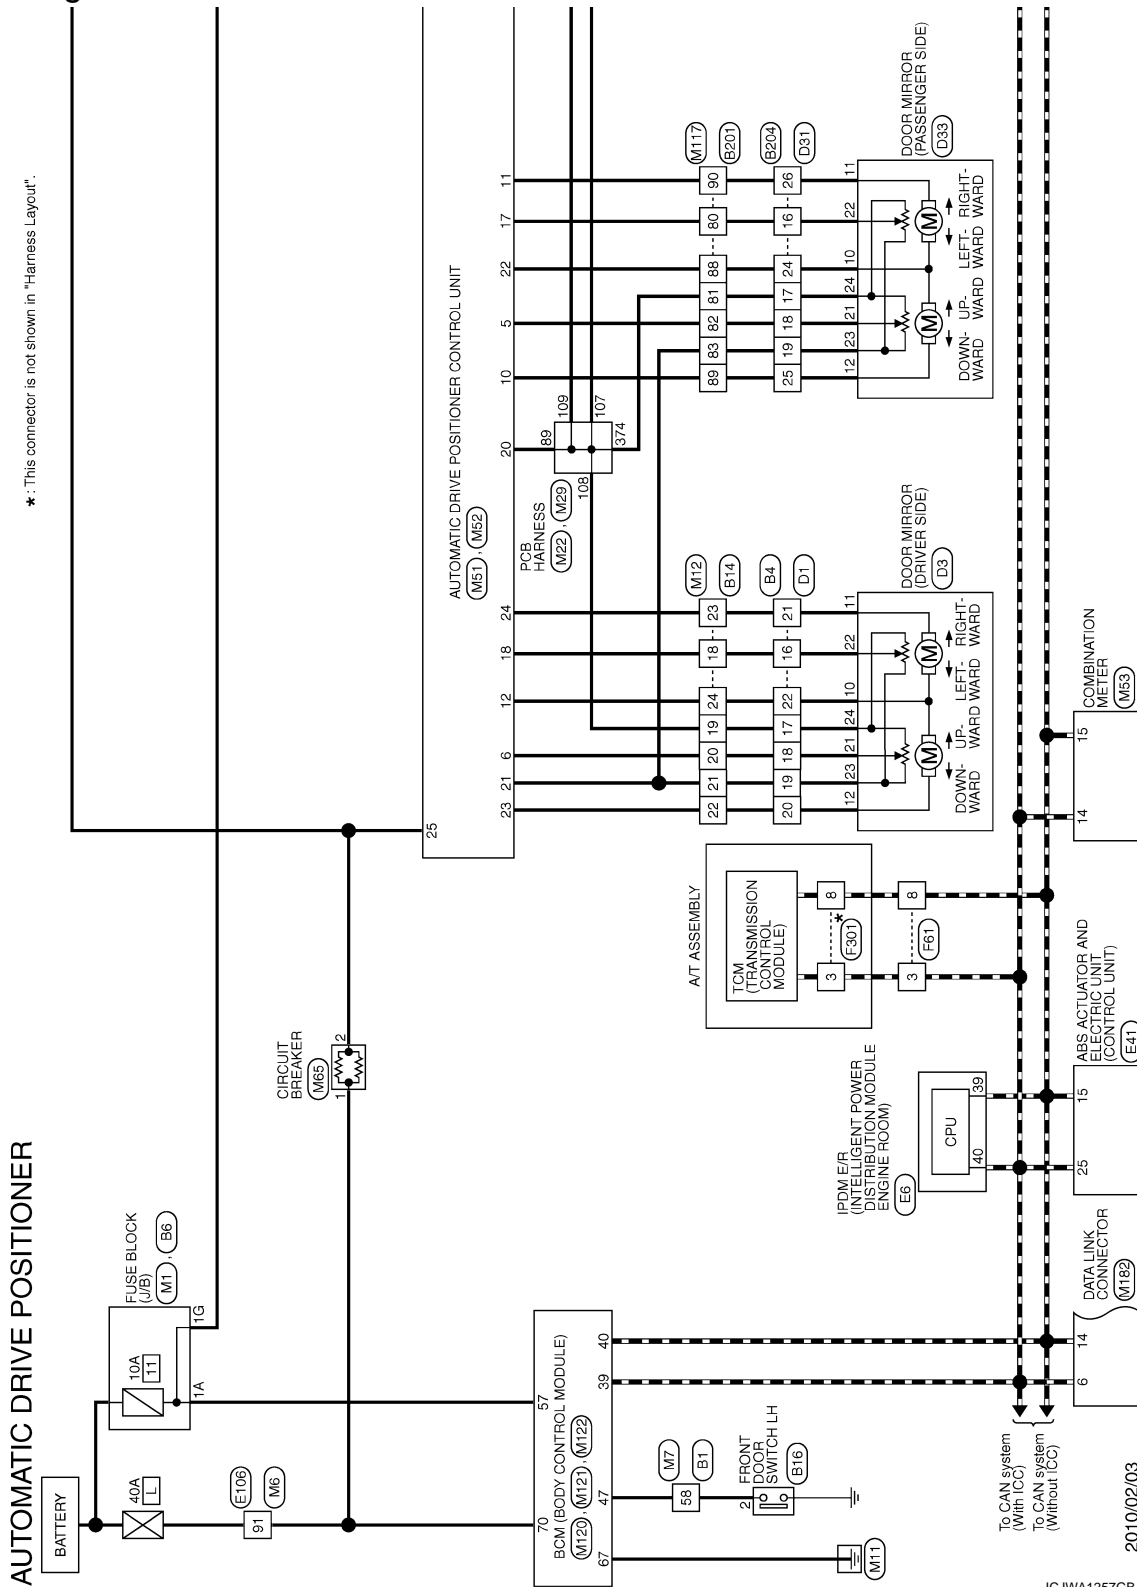 AUTOMATIC DRIVE POSITIONER
* : This connector is not shown in "Harness Layout".
BATTERY
40A
L
E106
91
M6
10A
11
FUSE BLOCK
(J/B)
M1 , B6
1A
1G
CIRCUIT
BREAKER
M65
1
2
70
57
BCM (BODY CONTROL MODULE)
M120 , M121 , M122
67
47
39
40
M11
M7
58
B1
FRONT
DOOR
SWITCH LH
B16
2
25
AUTOMATIC DRIVE POSITIONER CONTROL UNIT
M51 , M52
23
21
6
12
18
24
20
10
5
22
17
11
PCB
HARNESS
M22 , M29
89
109
108
107
374
M12
22
21
20
19
24
18
23
B14
B4
20
19
18
17
22
16
21
D1
12
23
21
24
10
22
11
DOOR MIRROR
(DRIVER SIDE)
D3
M
M
DOWN-
WARD
UP-
WARD
LEFT-
WARD
RIGHT-
WARD
M117
89
83
82
81
88
80
90
B201
B204
25
19
18
17
24
16
26
D31
12
23
21
24
10
22
11
DOOR MIRROR
(PASSENGER SIDE)
D33
M
M
DOWN-
WARD
UP-
WARD
LEFT-
WARD
RIGHT-
WARD
A/T ASSEMBLY
TCM
(TRANSMISSION
CONTROL
MODULE)
3
8
*
F301
3
8
F61
IPDM E/R
(INTELLIGENT POWER
DISTRIBUTION MODULE
ENGINE ROOM)
E6
CPU
40
39
To CAN system
(With ICC)
To CAN system
(Without ICC)
6
14
DATA LINK
CONNECTOR
M182
25
15
ABS ACTUATOR AND
ELECTRIC UNIT
(CONTROL UNIT)
E41
14
15
COMBINATION
METER
M53
2010/02/03